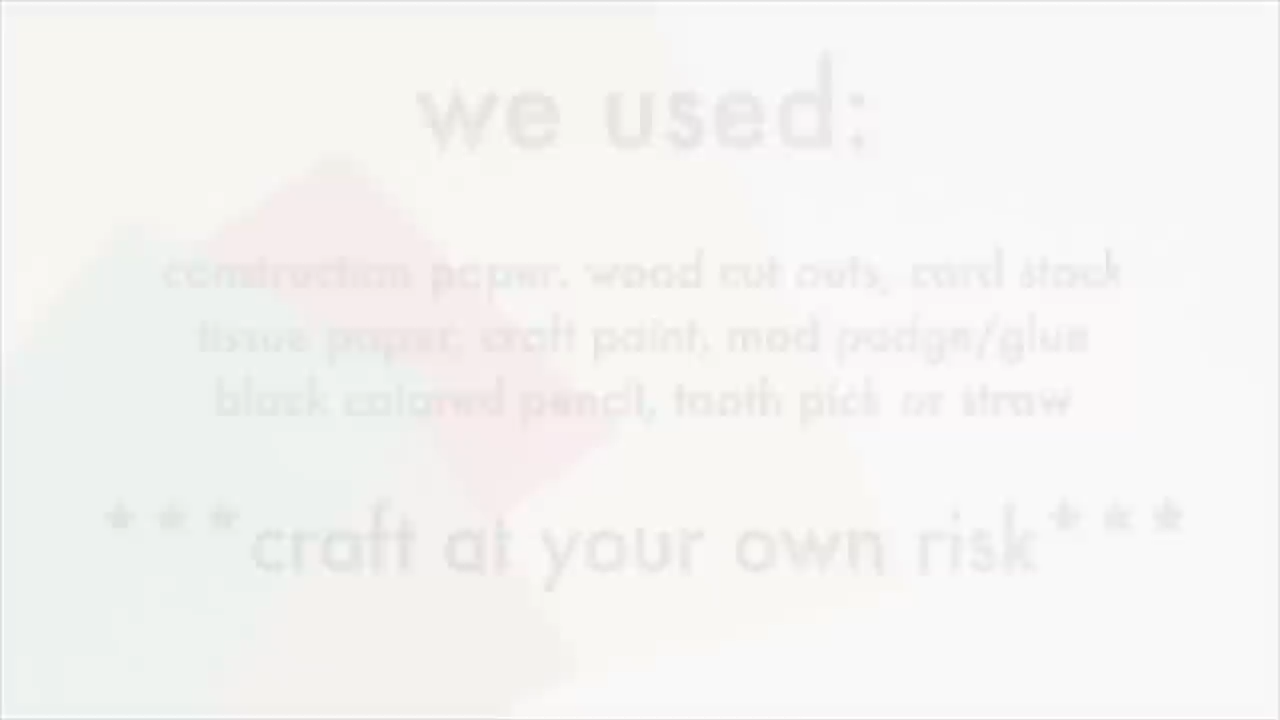 we used:
construction paper, wood cut outs, card stock
tissue paper, craft paint, mod podge/glue
black colored pencil, tooth pick or straw
***craft at your own risk***